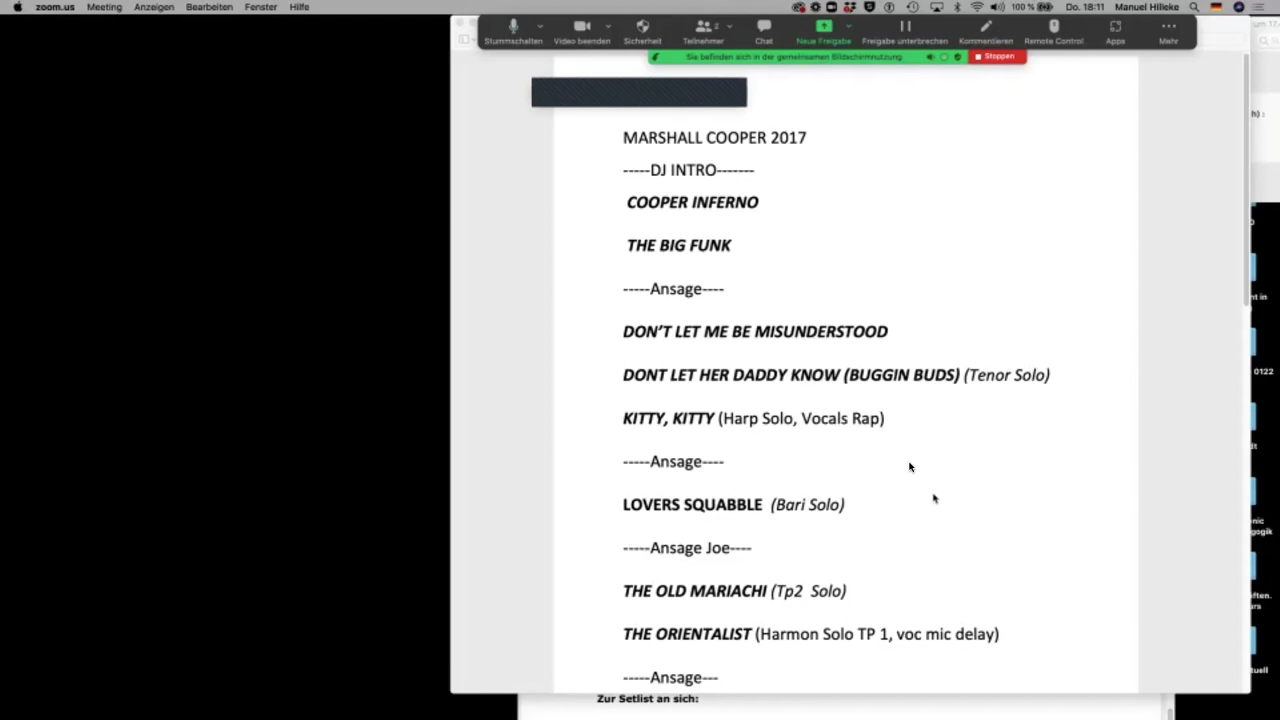 zoom.us Meeting Anzeigen Bearbeiten Fenster Hilfe 100 % Do. 18:11 Manuel Hilleke
Stummschalten Video beenden Sicherheit Teilnehmer 2 Chat Neue Freigabe Freigabe unterbrechen Kommentieren Remote Control Apps Mehr
Sie befinden sich in der gemeinsamen Bildschirmnutzung Stoppen
MARSHALL COOPER 2017
-----DJ INTRO-------
COOPER INFERNO
THE BIG FUNK
-----Ansage----
DON'T LET ME BE MISUNDERSTOOD
DONT LET HER DADDY KNOW (BUGGIN BUDS) (Tenor Solo)
KITTY, KITTY (Harp Solo, Vocals Rap)
-----Ansage----
LOVERS SQUABBLE (Bari Solo)
-----Ansage Joe----
THE OLD MARIACHI (Tp2 Solo)
THE ORIENTALIST (Harmon Solo TP 1, voc mic delay)
-----Ansage---
Zur Setlist an sich: